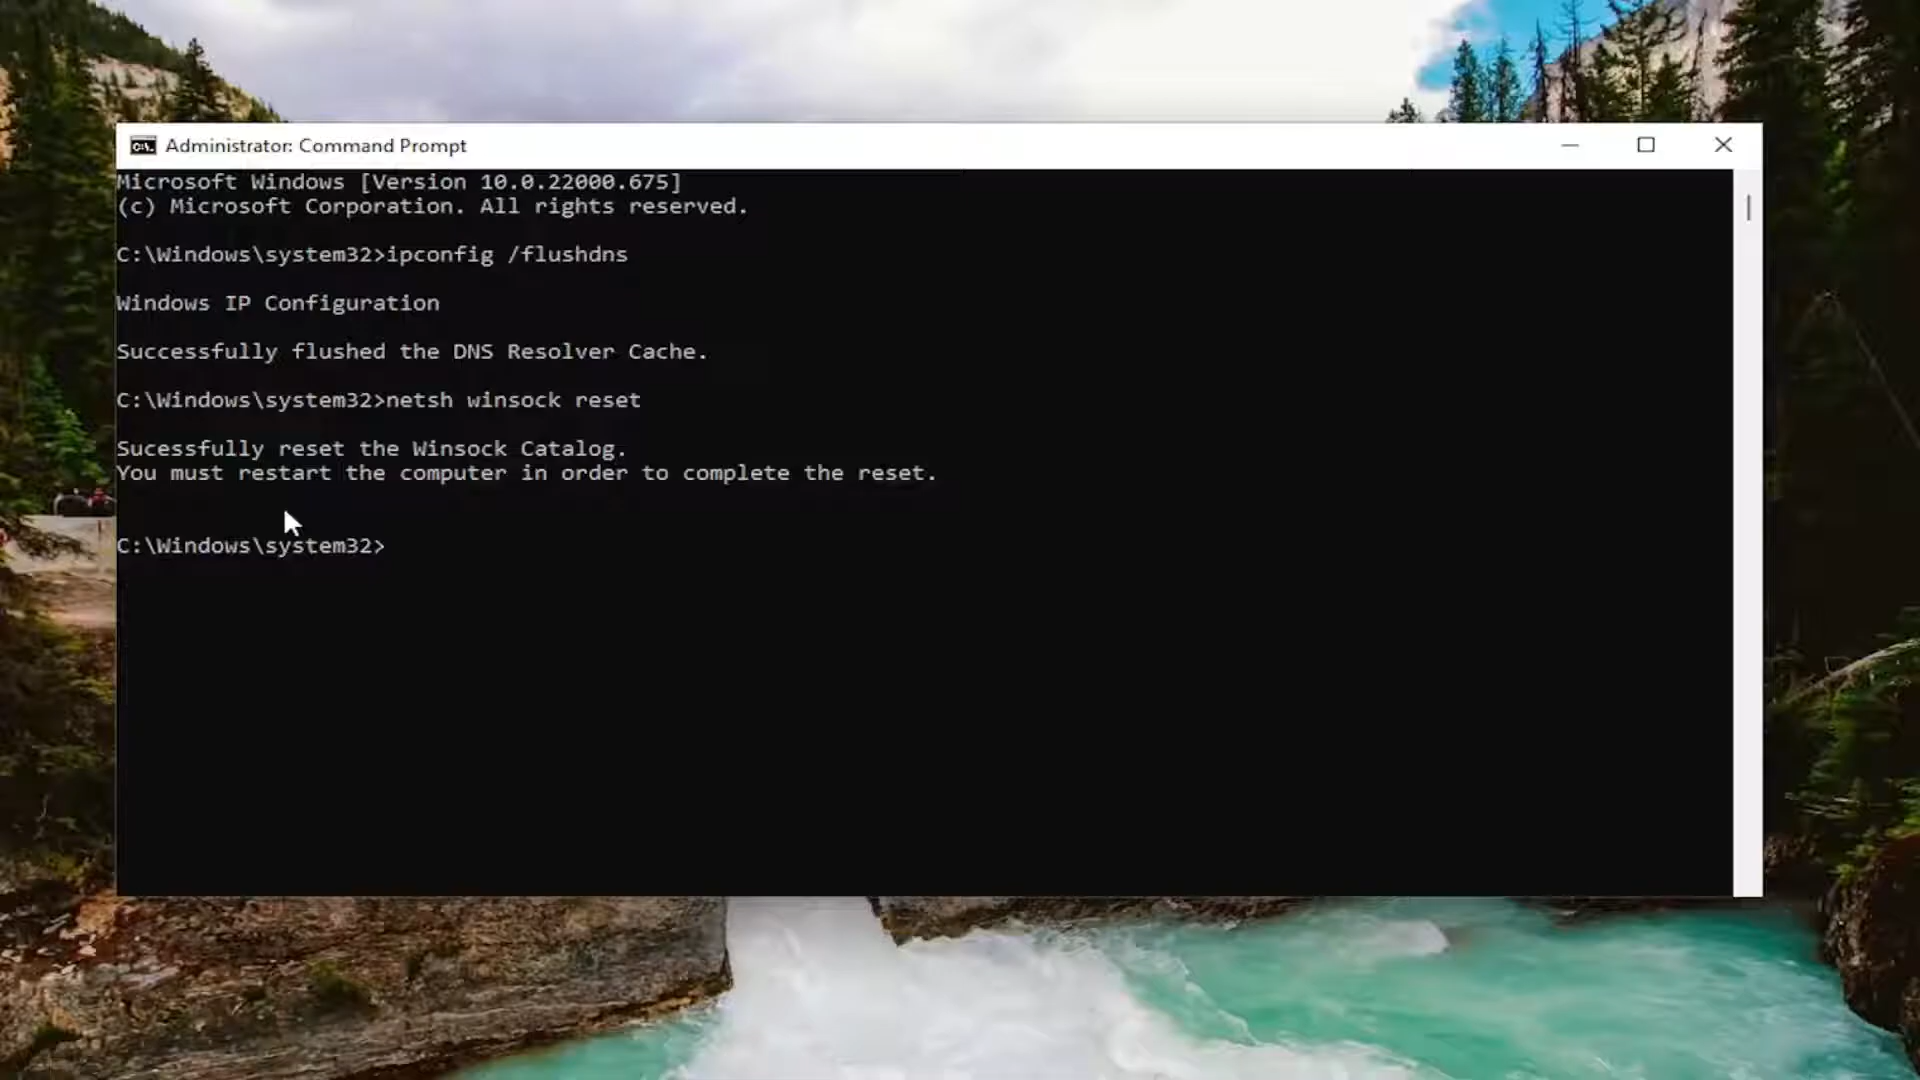 Administrator: Command Prompt
Microsoft Windows [Version 10.0.22000.675]
(c) Microsoft Corporation. All rights reserved.
C:\Windows\system32>ipconfig /flushdns
Windows IP Configuration
Successfully flushed the DNS Resolver Cache.
C:\Windows\system32>netsh winsock reset
Sucessfully reset the Winsock Catalog.
You must restart the computer in order to complete the reset.
C:\Windows\system32>